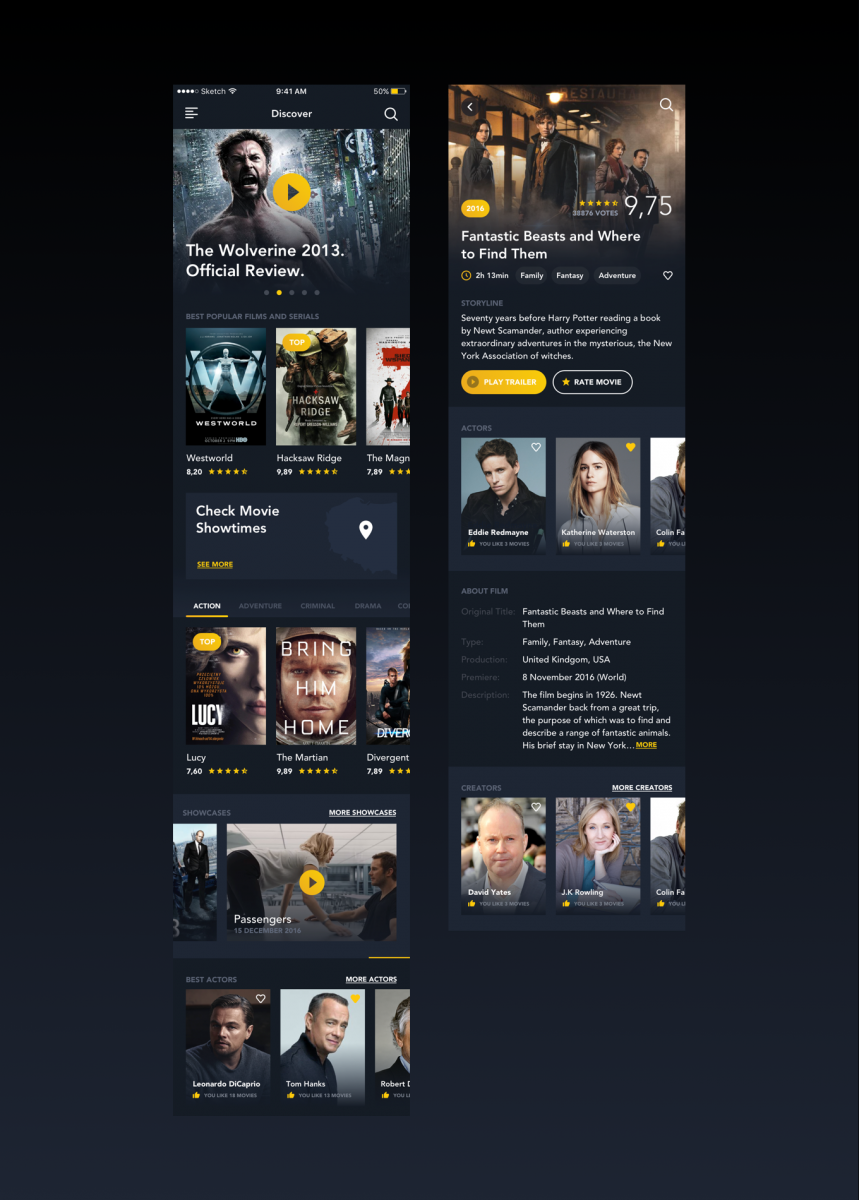 Sketch
9:41 AM
50%
Discover
The Wolverine 2013.
Official Review.
BEST POPULAR FILMS AND SERIALS
WESTWORLD
HBO
TOP
HACKSAW
RIDGE
Westworld
Hacksaw Ridge
The Magn
8,20
9,89
7,89
Check Movie
Showtimes
SEE MORE
ACTION
ADVENTURE
CRIMINAL
DRAMA
CO
TOP
LUCY
BRING
HIM
HOME
DIVERG
Lucy
The Martian
Divergent
7,60
9,89
7,89
SHOWCASES
MORE SHOWCASES
8
Passengers
15 DECEMBER 2016
BEST ACTORS
MORE ACTORS
Leonardo DiCaprio
Tom Hanks
Robert D
YOU LIKE 18 MOVIES
YOU LIKE 13 MOVIES
YOU LI
RESTAURANT
2016
38876 VOTES
9,75
Fantastic Beasts and Where
to Find Them
2h 13min
Family
Fantasy
Adventure
STORYLINE
Seventy years before Harry Potter reading a book
by Newt Scamander, author experiencing
extraordinary adventures in the mysterious, the New
York Association of witches.
PLAY TRAILER
RATE MOVIE
ACTORS
Eddie Redmayne
Katherine Waterston
Colin Fa
YOU LIKE 3 MOVIES
YOU LIKE 3 MOVIES
YOU LI
ABOUT FILM
Original Title:
Fantastic Beasts and Where to Find
Them
Type:
Family, Fantasy, Adventure
Production:
United Kindgom, USA
Premiere:
8 November 2016 (World)
Description:
The film begins in 1926. Newt
Scamander back from a great trip,
the purpose of which was to find and
describe a range of fantastic animals.
His brief stay in New York... MORE
CREATORS
MORE CREATORS
David Yates
J.K Rowling
Colin Fa
YOU LIKE 3 MOVIES
YOU LIKE 3 MOVIES
YOU LI